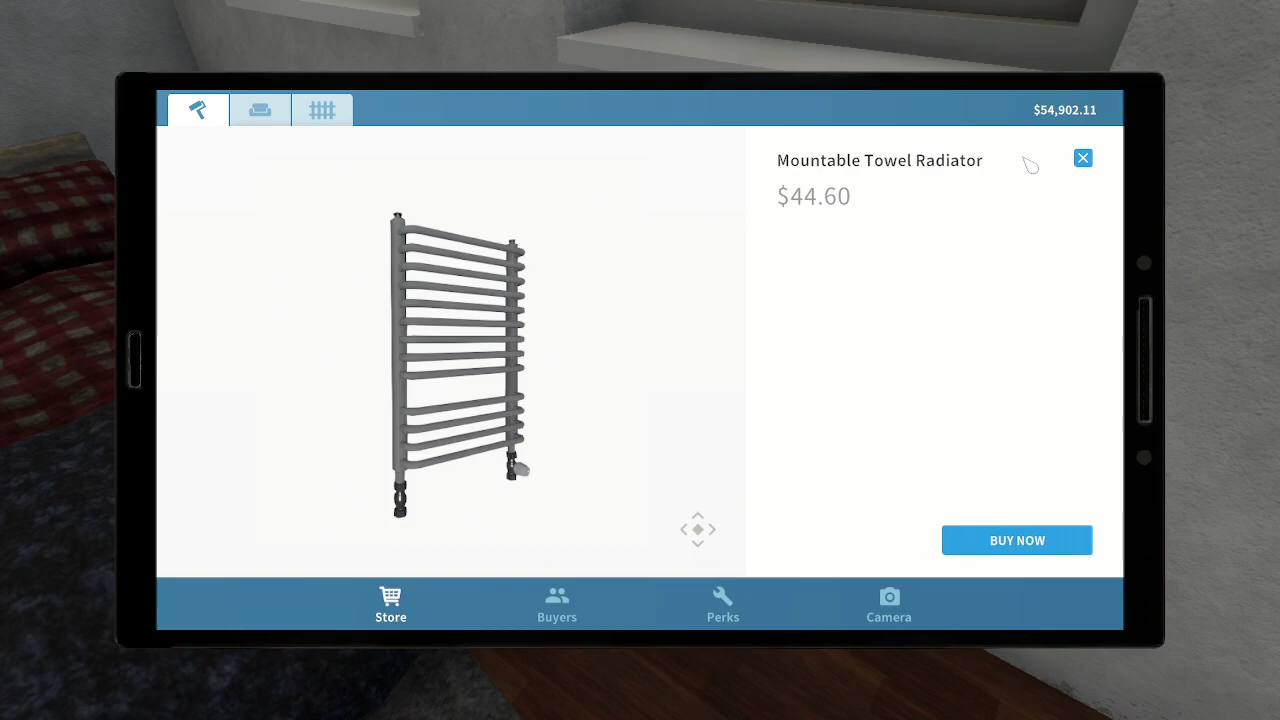 $54,902.11
Mountable Towel Radiator
$44.60
BUY NOW
Store
Buyers
Perks
Camera